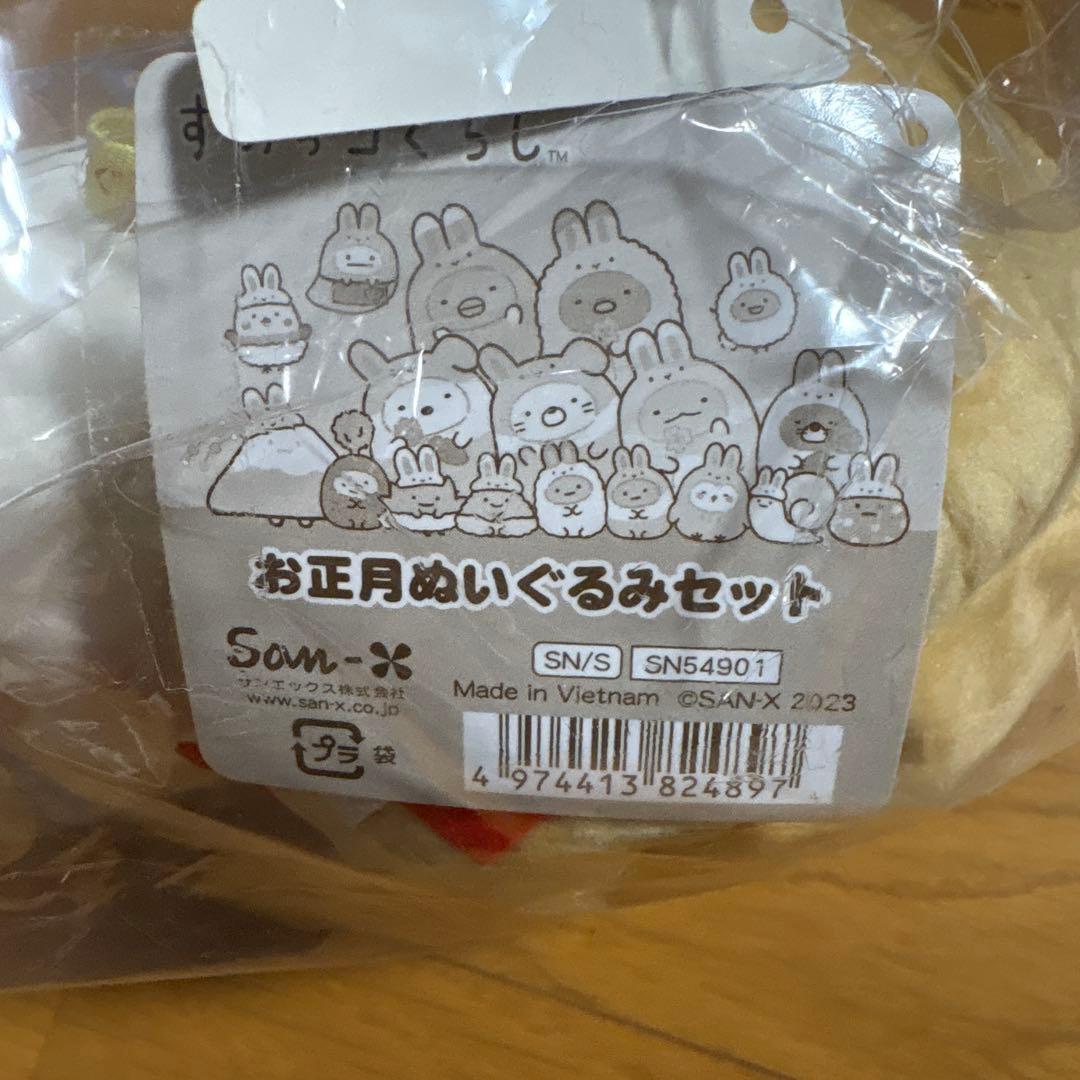 すみっコぐらし™
お正月ぬいぐるみセット
San-X
サンエックス株式会社
www.san-x.co.jp
SN/S SN54901
Made in Vietnam ©SAN-X 2023
プラ 袋
4 974413 824897